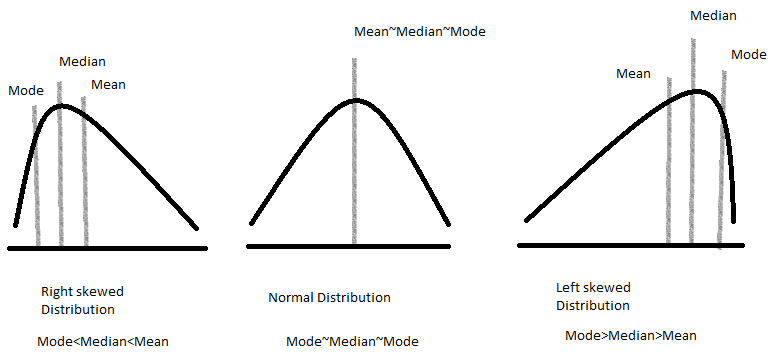 Mode
Median
Mean
Right skewed
Distribution
Mode<Median<Mean
Mean~Median~Mode
Normal Distribution
Mode~Median~Mode
Mean
Median
Mode
Left skewed
Distribution
Mode>Median>Mean